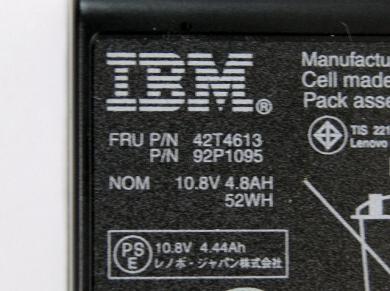 IBM®
Manufactu
Cell made
Pack asse
FRU P/N 42T4613
P/N 92P1095
TIS 221
Lenovo
NOM 10.8V 4.8AH
52WH
PS
E
10.8V 4.44Ah
レノボ・ジャパン株式会社